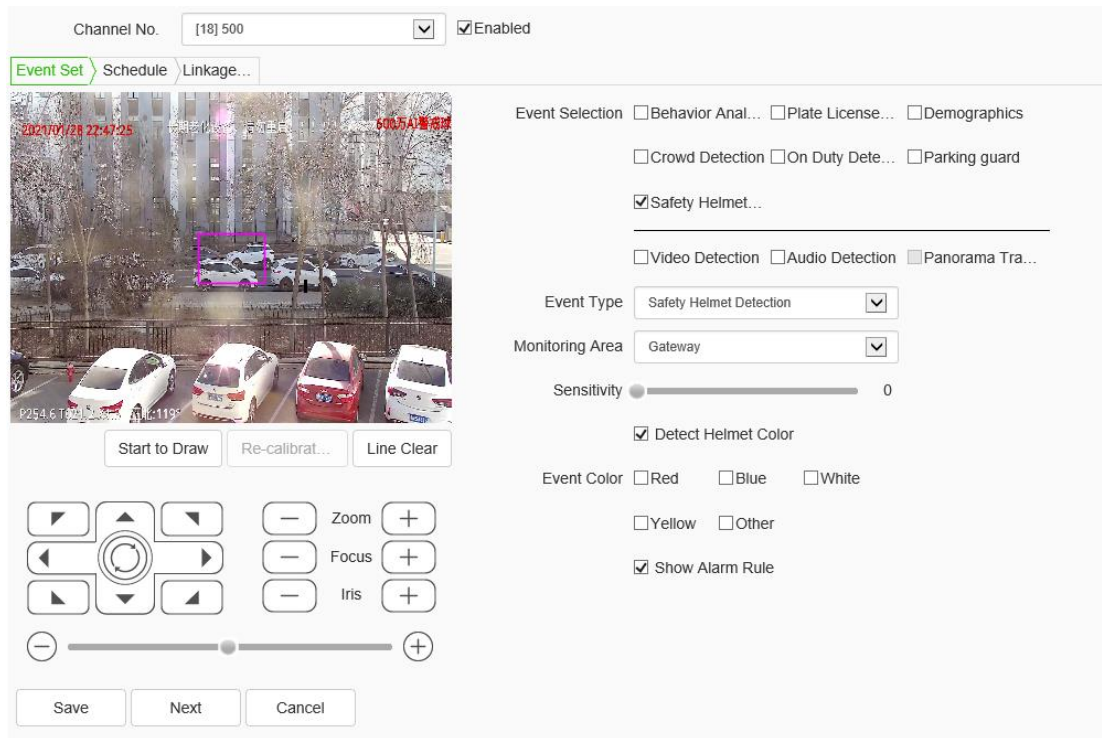 Channel No. [18] 500 Enabled
Event Set Schedule Linkage...
2021/01/28 22:47:25
Event Selection Behavior Anal... Plate License... Demographics
Crowd Detection On Duty Dete... Parking guard
Safety Helmet...
Video Detection Audio Detection Panorama Tra...
Event Type Safety Helmet Detection
Monitoring Area Gateway
Sensitivity 0
Detect Helmet Color
Event Color Red Blue White
Yellow Other
Show Alarm Rule
Start to Draw Re-calibrat... Line Clear
Zoom
Focus
Iris
Save Next Cancel